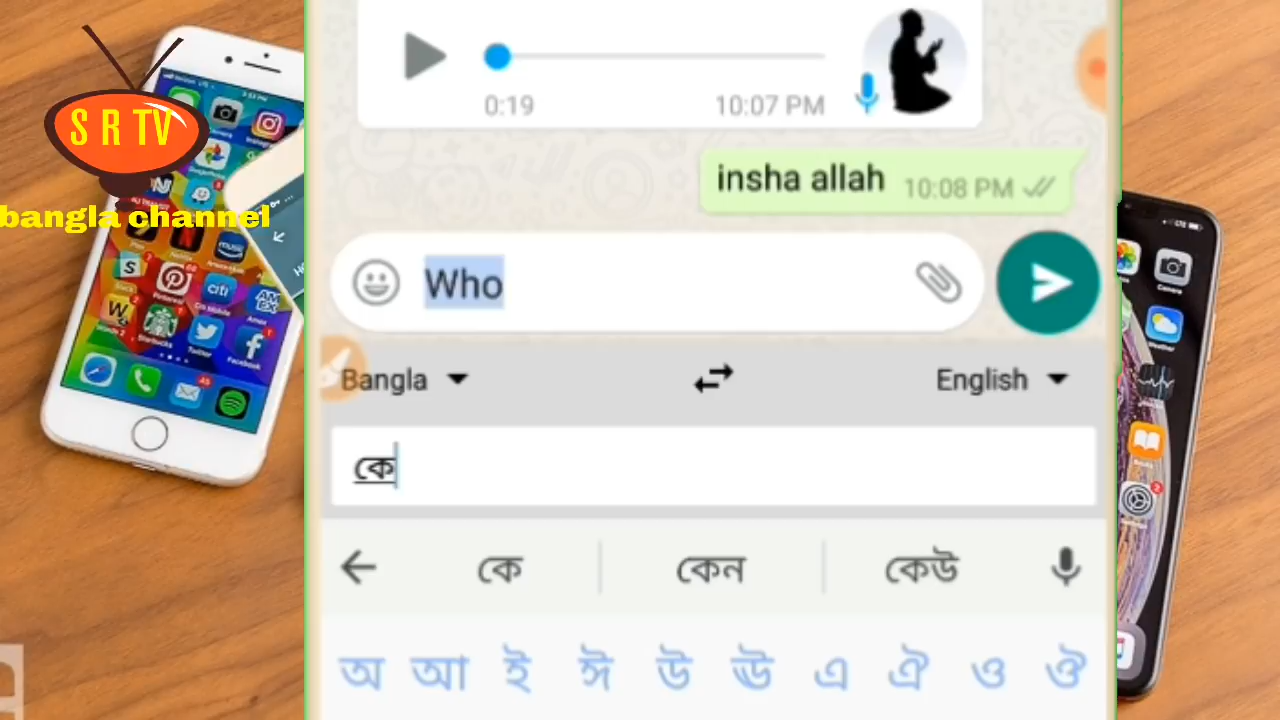 S R TV
bangla channel
0:19 10:07 PM
insha allah 10:08 PM
Who
Bangla English
কে
কে কেন কেউ
অ আ ই ঈ উ ঊ এ ঐ ও ঔ